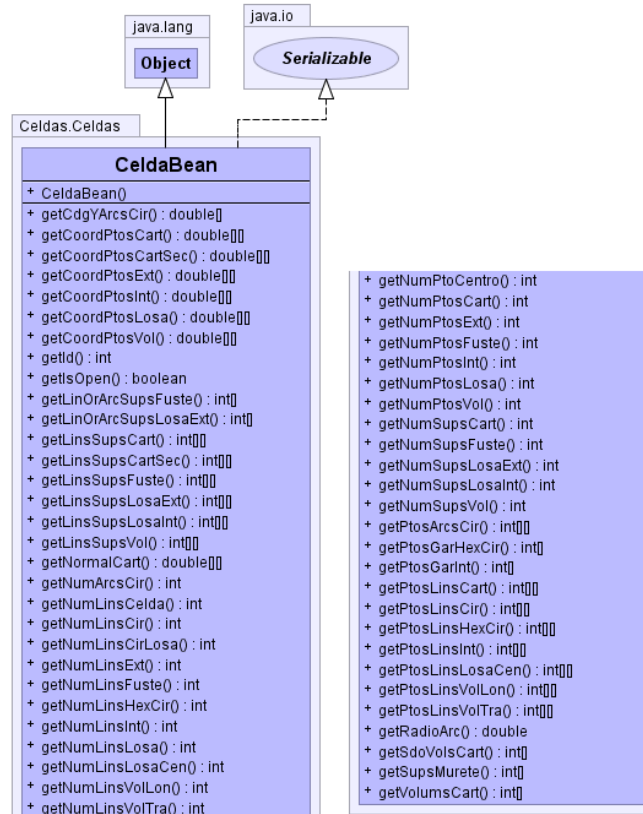 java.lang
Object
java.io
Serializable
Celdas.Celdas
CeldaBean
+ CeldaBean()
+ getCdgYArcsCir() : double[]
+ getCoordPtosCart() : double[][]
+ getCoordPtosCartSec() : double[][]
+ getCoordPtosExt() : double[][]
+ getCoordPtosInt() : double[][]
+ getCoordPtosLosa() : double[][]
+ getCoordPtosVol() : double[][]
+ getId() : int
+ getIsOpen() : boolean
+ getLinOrArcSupsFuste() : int[]
+ getLinOrArcSupsLosaExt() : int[]
+ getLinsSupsCart() : int[][]
+ getLinsSupsCartSec() : int[][]
+ getLinsSupsFuste() : int[][]
+ getLinsSupsLosaExt() : int[][]
+ getLinsSupsLosaInt() : int[][]
+ getLinsSupsVol() : int[][]
+ getNormalCart() : double[][]
+ getNumArcsCir() : int
+ getNumLinsCelda() : int
+ getNumLinsCir() : int
+ getNumLinsCirLosa() : int
+ getNumLinsExt() : int
+ getNumLinsFuste() : int
+ getNumLinsHexCir() : int
+ getNumLinsInt() : int
+ getNumLinsLosa() : int
+ getNumLinsLosaCen() : int
+ getNumLinsVolLon() : int
+ getNumLinsVolTra() : int
+ getNumPtoCentro() : int
+ getNumPtosCart() : int
+ getNumPtosExt() : int
+ getNumPtosFuste() : int
+ getNumPtosInt() : int
+ getNumPtosLosa() : int
+ getNumPtosVol() : int
+ getNumSupsCart() : int
+ getNumSupsFuste() : int
+ getNumSupsLosaExt() : int
+ getNumSupsLosaInt() : int
+ getNumSupsVol() : int
+ getPtosArcsCir() : int[][]
+ getPtosGarHexCir() : int[]
+ getPtosGarInt() : int[]
+ getPtosLinsCart() : int[][]
+ getPtosLinsCir() : int[][]
+ getPtosLinsHexCir() : int[][]
+ getPtosLinsInt() : int[][]
+ getPtosLinsLosaCen() : int[][]
+ getPtosLinsVolLon() : int[][]
+ getPtosLinsVolTra() : int[][]
+ getRadioArc() : double
+ getSdoVolsCart() : int[]
+ getSupsMurete() : int[]
+ getVolumsCart() : int[]